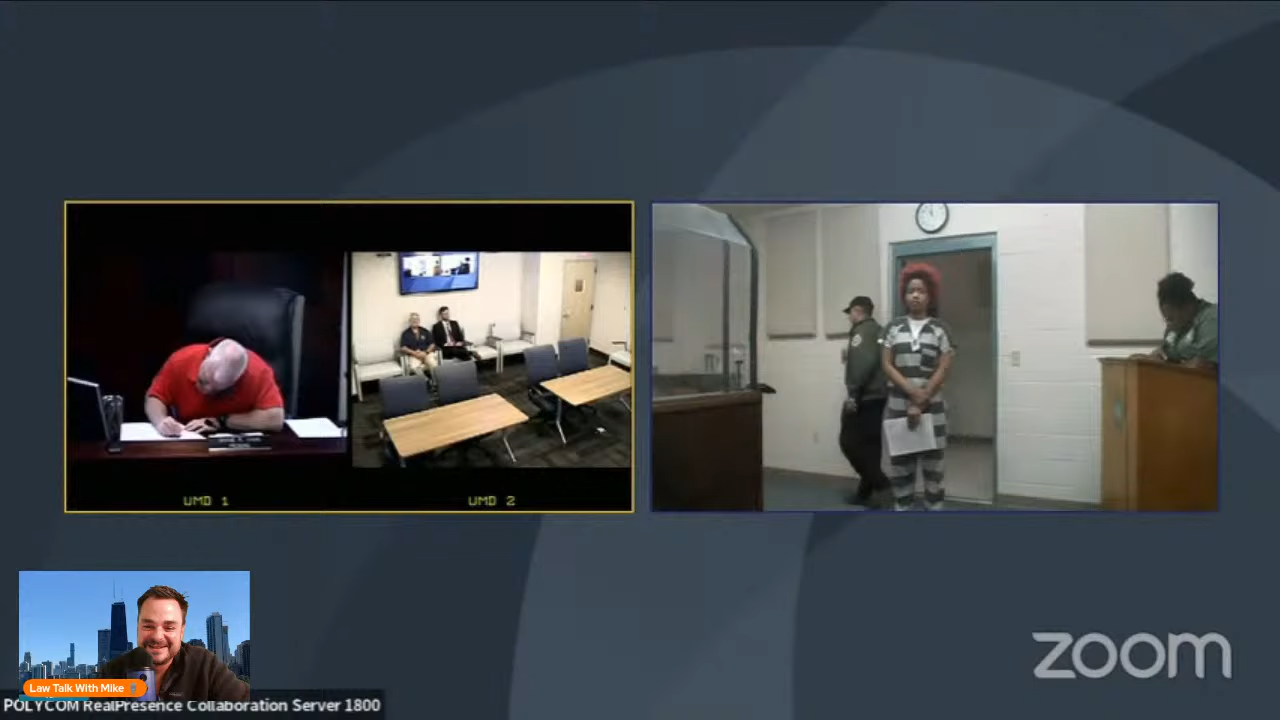 UMD 1
UMD 2
Law Talk With Mike
zoom
POLYCOM RealPresence Collaboration Server 1800